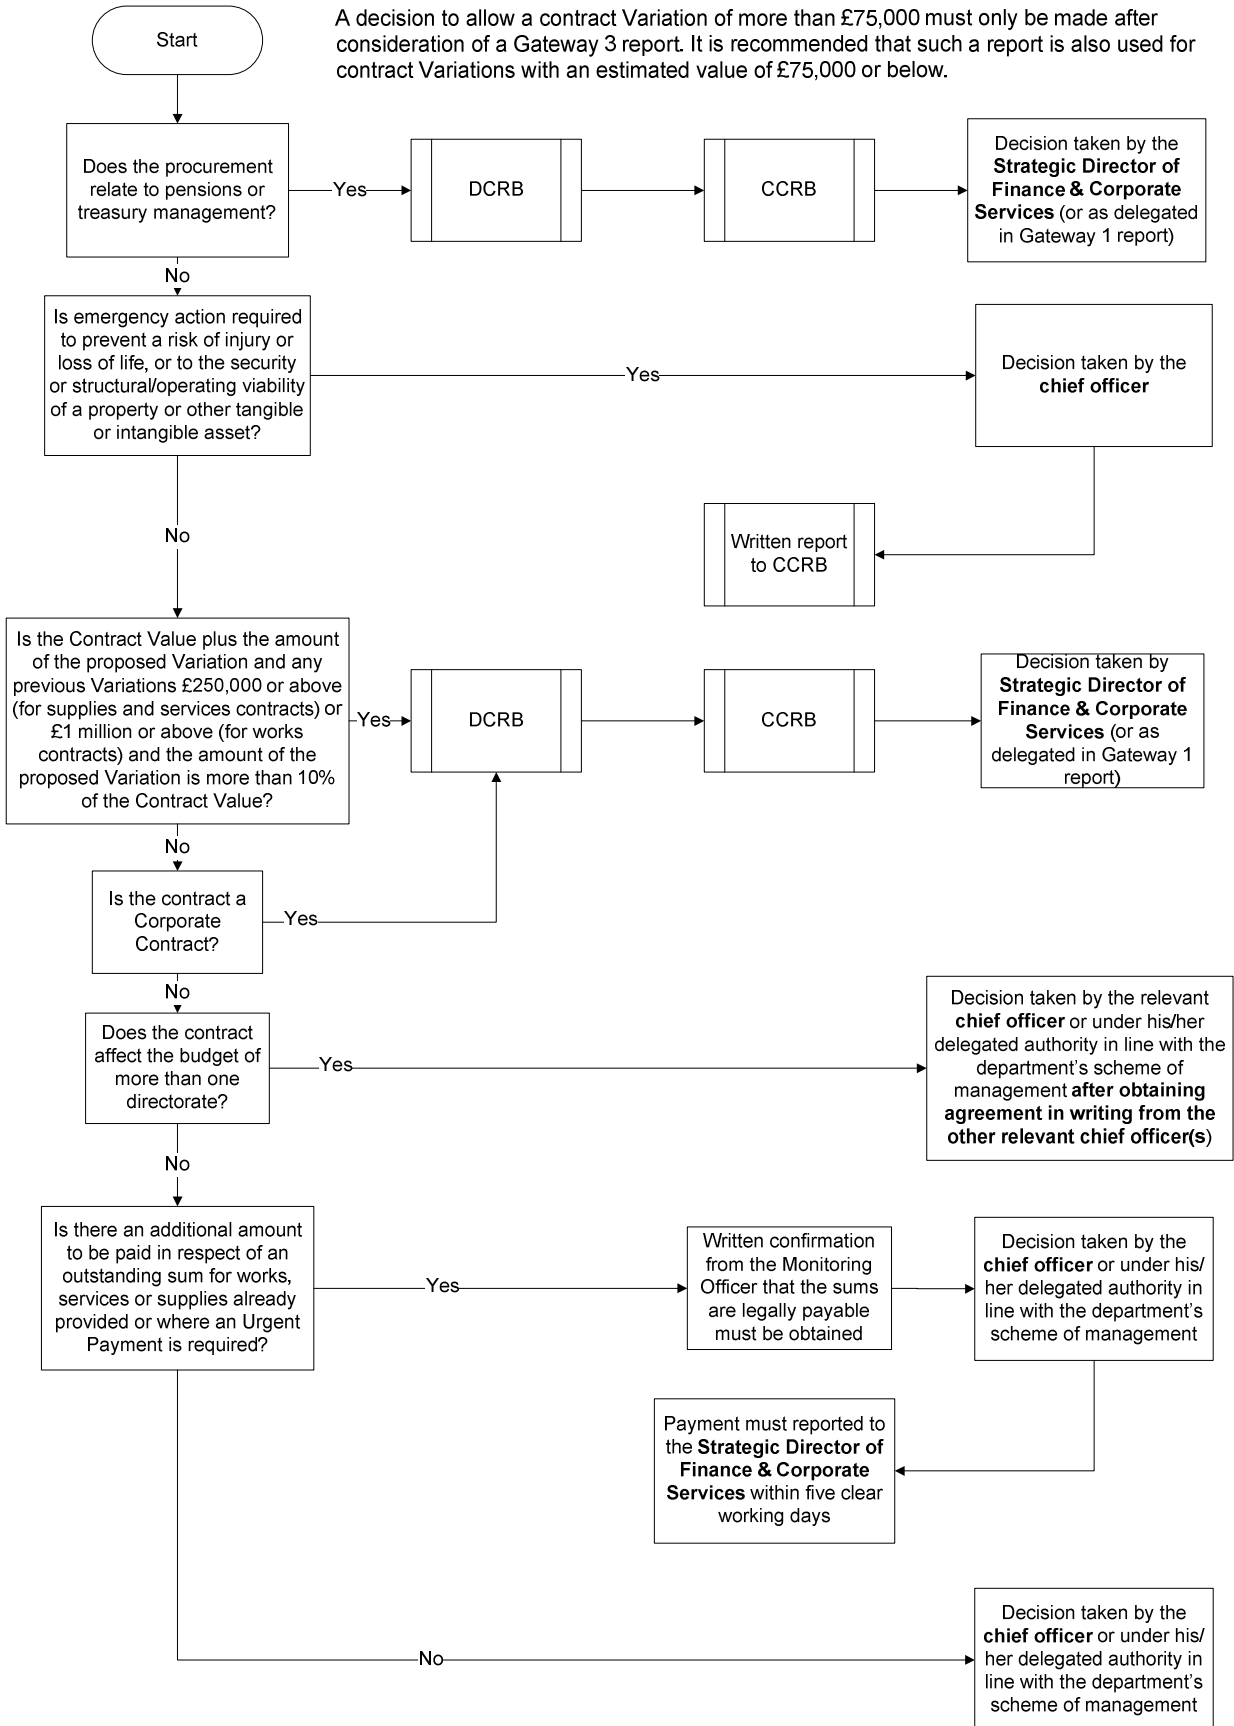 Start
A decision to allow a contract Variation of more than £75,000 must only be made after
consideration of a Gateway 3 report. It is recommended that such a report is also used for
contract Variations with an estimated value of £75,000 or below.
Does the procurement
relate to pensions or
treasury management?
Yes
DCRB
CCRB
Decision taken by the
Strategic Director of
Finance & Corporate
Services (or as delegated
in Gateway 1 report)
No
Is emergency action required
to prevent a risk of injury or
loss of life, or to the security
or structural/operating viability
of a property or other tangible
or intangible asset?
Yes
Decision taken by the
chief officer
Written report
to CCRB
No
Is the Contract Value plus the amount
of the proposed Variation and any
previous Variations £250,000 or above
(for supplies and services contracts) or
£1 million or above (for works
contracts) and the amount of the
proposed Variation is more than 10%
of the Contract Value?
Yes
DCRB
CCRB
Decision taken by
Strategic Director of
Finance & Corporate
Services (or as
delegated in Gateway 1
report)
No
Is the contract a
Corporate
Contract?
Yes
No
Does the contract
affect the budget of
more than one
directorate?
Yes
Decision taken by the relevant
chief officer or under his/her
delegated authority in line with the
department's scheme of
management after obtaining
agreement in writing from the
other relevant chief officer(s)
No
Is there an additional amount
to be paid in respect of an
outstanding sum for works,
services or supplies already
provided or where an Urgent
Payment is required?
Yes
Written confirmation
from the Monitoring
Officer that the sums
are legally payable
must be obtained
Decision taken by the
chief officer or under his/
her delegated authority in
line with the department's
scheme of management
Payment must reported to
the Strategic Director of
Finance & Corporate
Services within five clear
working days
No
Decision taken by the
chief officer or under his/
her delegated authority in
line with the department's
scheme of management